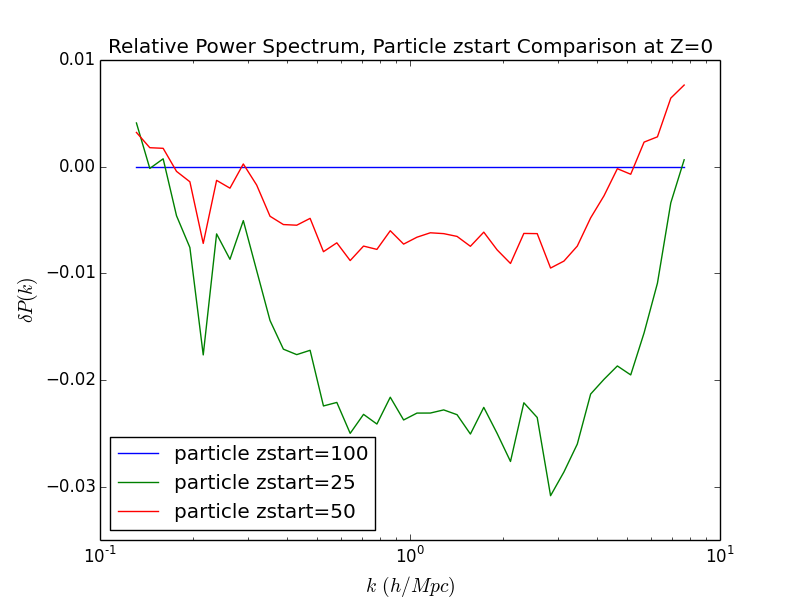 Relative Power Spectrum, Particle zstart Comparison at Z=0
0.01
0.00
−0.01
−0.02
−0.03
δP(k)
particle zstart=100
particle zstart=25
particle zstart=50
10⁻¹
10⁰
10¹
k (h/Mpc)